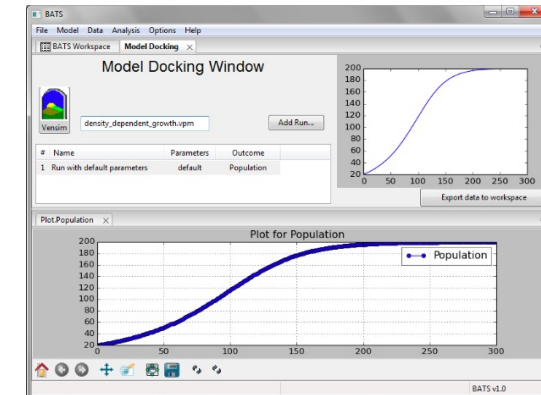 BATS
File Model Data Analysis Options Help
BATS Workspace Model Docking
Model Docking Window
Vensim
density_dependent_growth.vpm
Add Run...
# Name Parameters Outcome
1 Run with default parameters default Population
200
180
160
140
120
100
80
60
40
20
0 50 100 150 200 250 300
Export data to workspace
Plot.Population
Plot for Population
200
180
160
140
120
100
80
60
40
20
0 50 100 150 200 250 300
Population
BATS v1.0